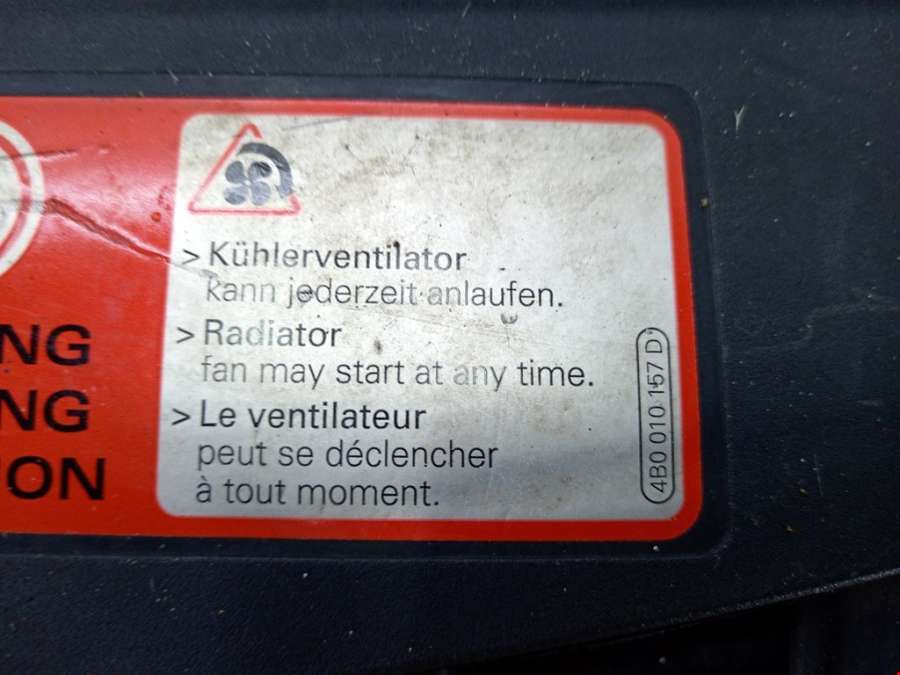 NG
NG
ON
> Kühlerventilator
kann jederzeit anlaufen.
> Radiator
fan may start at any time.
> Le ventilateur
peut se déclencher
à tout moment.
4B0 010 157 D